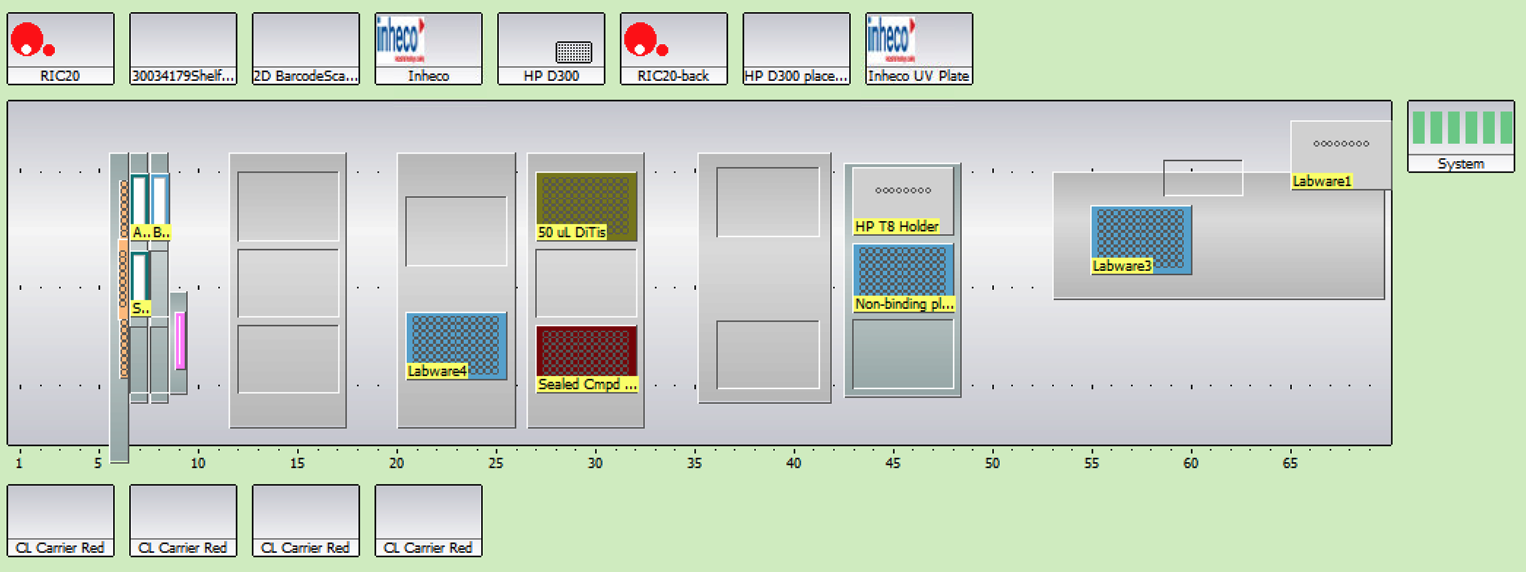 inheco
inheco
RIC20
30034179Shelf...
2D BarcodeSca...
Inheco
HP D300
RIC20-back
HP D300 place...
Inheco UV Plate
System
Labware1
A..
B..
50 uL DiTis
HP T8 Holder
Labware3
S..
Non-binding pl...
Labware4
Sealed Cmpd ...
1 5 10 15 20 25 30 35 40 45 50 55 60 65
CL Carrier Red
CL Carrier Red
CL Carrier Red
CL Carrier Red